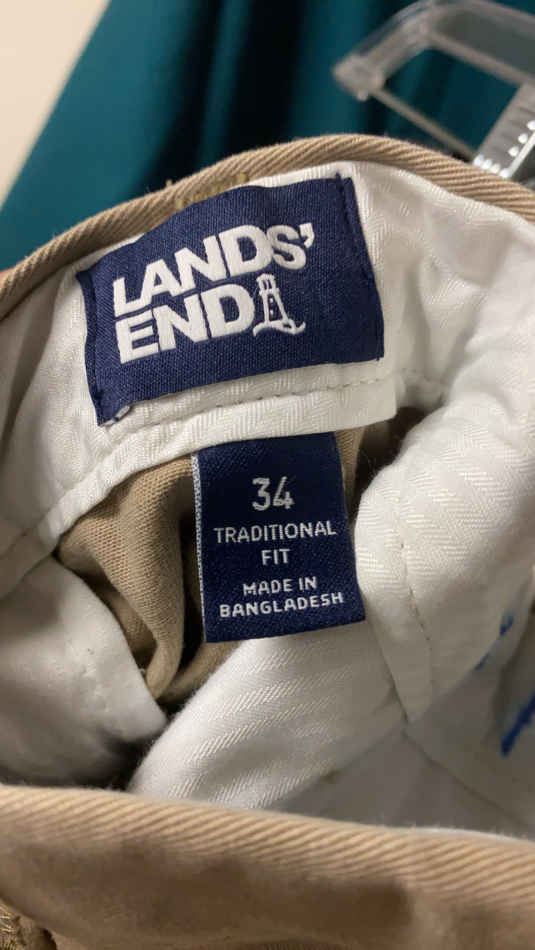 LANDS'
END
34
TRADITIONAL
FIT
MADE IN
BANGLADESH